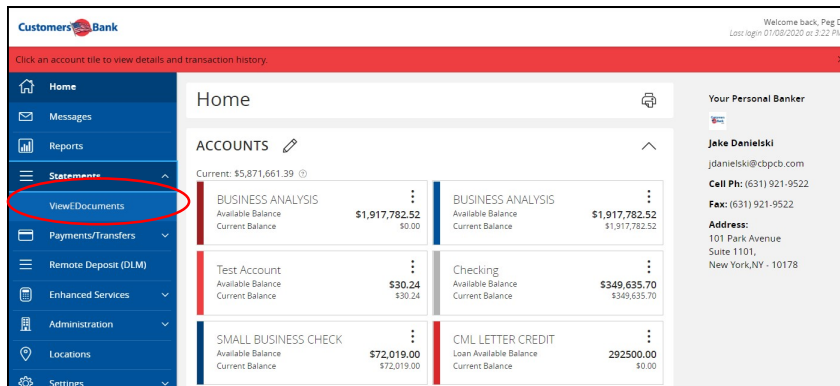 Customers Bank
Welcome back, Peg D
Last login 01/08/2020 at 3:22 PM
Click an account tile to view details and transaction history.
Home
Messages
Reports
Statements
ViewEDocuments
Payments/Transfers
Remote Deposit (DLM)
Enhanced Services
Administration
Locations
Settings
Home
ACCOUNTS
Current: $5,871,661.39
BUSINESS ANALYSIS
Available Balance $1,917,782.52
Current Balance $0.00
BUSINESS ANALYSIS
Available Balance $1,917,782.52
Current Balance $1,917,782.52
Test Account
Available Balance $30.24
Current Balance $30.24
Checking
Available Balance $349,635.70
Current Balance $349,635.70
SMALL BUSINESS CHECK
Available Balance $72,019.00
Current Balance $72,019.00
CML LETTER CREDIT
Loan Available Balance 292500.00
Current Balance $0.00
Your Personal Banker
Jake Danielski
jdanielski@cbpcb.com
Cell Ph: (631) 921-9522
Fax: (631) 921-9522
Address:
101 Park Avenue
Suite 1101,
New York,NY - 10178